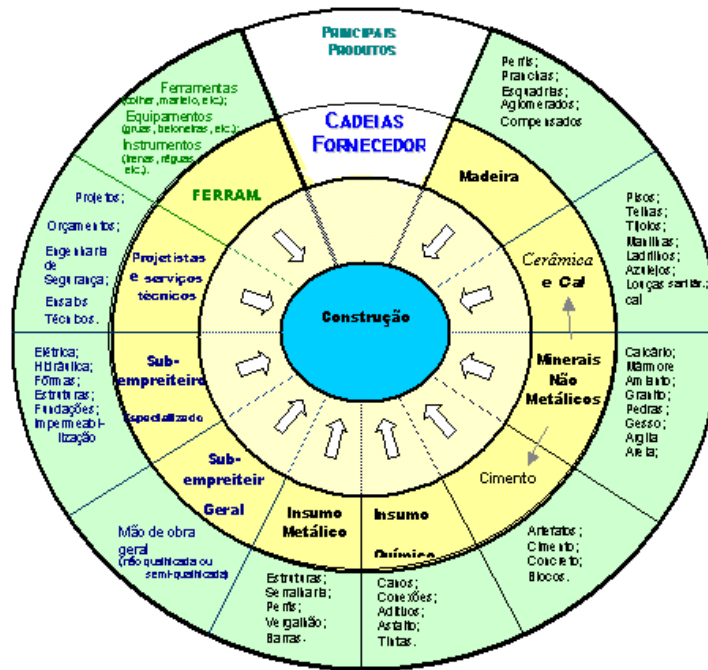 PRINCIPAIS
PRODUTOS
CADEIAS
FORNECEDOR
Perfis;
Pranchas;
Esquadrias;
Aglomerados;
Compensados
Madeira
Pisos;
Telhas;
Tijolos;
Manilhas;
Ladrilhos;
Azulejos;
Louças sanitár.;
cal
Cerâmica
e Cal
Calcário;
Mármore
Amianto;
Granito;
Pedras;
Gesso;
Argila
Areia;
Minerais
Não
Metálicos
Cimento
Artefatos;
Cimento;
Concreto;
Blocos.
Insumo
Químico
Canos;
Conexões;
Aditivos;
Asfalto;
Tintas.
Insumo
Metálico
Estruturas;
Serralharia;
Perfis;
Vergalhão;
Barras.
Sub-
empreiteir
Geral
Mão de obra
geral
(não qualificada ou
semi-qualificada)
Sub-
empreiteiro
Especializado
Elétrica;
Hidráulica;
Fôrmas;
Estruturas;
Fundações;
Impermeabi-
lização
Projetistas
e serviços
técnicos
Projetos;
Orçamentos;
Engenharia
de
Segurança;
Ensaios
Técnicos.
FERRAM.
Ferramentas
(colher, martelo, etc.);
Equipamentos
(gruas, betoneiras, etc.);
Instrumentos
(trenas, réguas,
etc.).
Construção